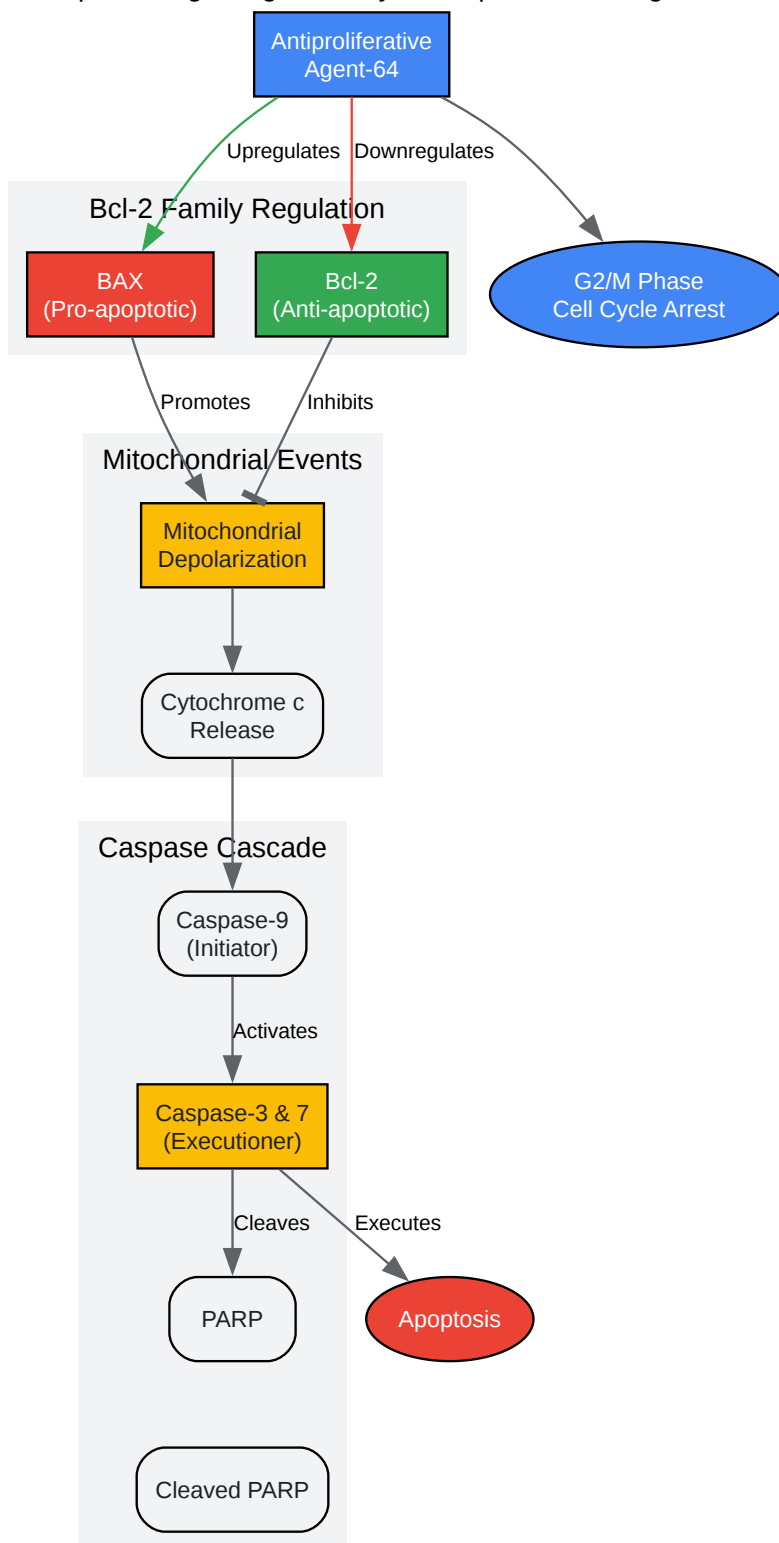 Antiproliferative
Agent-64
Upregulates
Downregulates
Bcl-2 Family Regulation
BAX
(Pro-apoptotic)
Bcl-2
(Anti-apoptotic)
G2/M Phase
Cell Cycle Arrest
Promotes
Inhibits
Mitochondrial Events
Mitochondrial
Depolarization
Cytochrome c
Release
Caspase Cascade
Caspase-9
(Initiator)
Activates
Caspase-3 & 7
(Executioner)
Cleaves
Executes
PARP
Apoptosis
Cleaved PARP